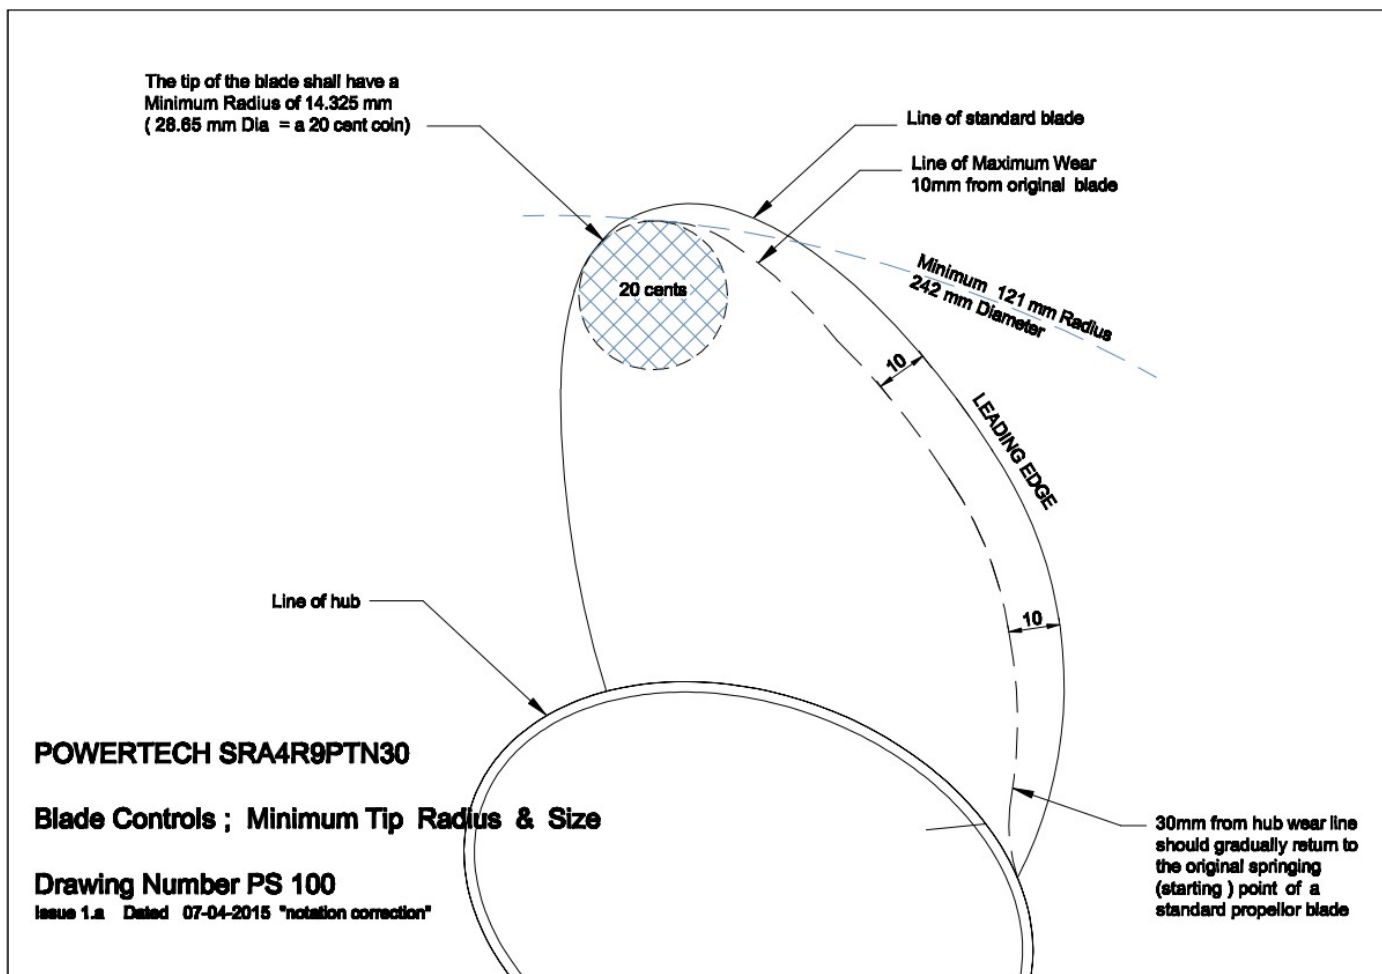 The tip of the blade shall have a
Minimum Radius of 14.325 mm
( 28.65 mm Dia  = a 20 cent coin)
Line of standard blade
Line of Maximum Wear
10mm from original  blade
20 cents
Minimum  121 mm Radius
242 mm Diameter
10
LEADING EDGE
10
Line of hub
POWERTECH SRA4R9PTN30
Blade Controls ;  Minimum Tip  Radius  &  Size
Drawing Number PS 100
Issue 1.a   Dated   07-04-2015  "notation correction"
30mm from hub wear line
should gradually return to
the original springing
(starting ) point  of  a
standard propellor blade